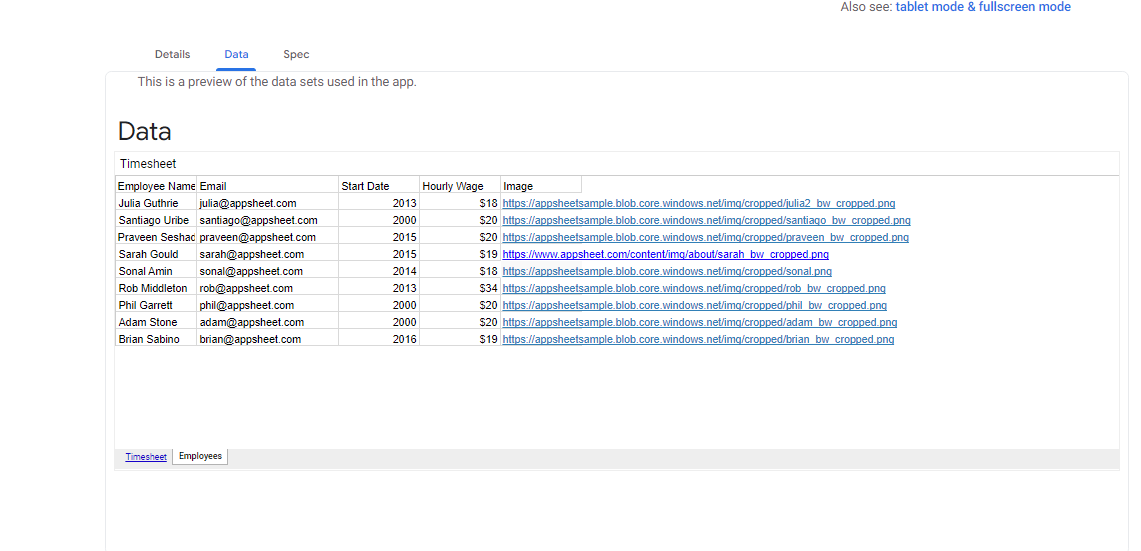 Also see: tablet mode & fullscreen mode
Details Data Spec
This is a preview of the data sets used in the app.
Data
Timesheet
Employee Name Email Start Date Hourly Wage Image
Julia Guthrie julia@appsheet.com 2013 $18 https://appsheetsample.blob.core.windows.net/img/cropped/julia2_bw_cropped.png
Santiago Uribe santiago@appsheet.com 2000 $20 https://appsheetsample.blob.core.windows.net/img/cropped/santiago_bw_cropped.png
Praveen Seshad praveen@appsheet.com 2015 $20 https://appsheetsample.blob.core.windows.net/img/cropped/praveen_bw_cropped.png
Sarah Gould sarah@appsheet.com 2015 $19 https://www.appsheet.com/content/img/about/sarah_bw_cropped.png
Sonal Amin sonal@appsheet.com 2014 $18 https://appsheetsample.blob.core.windows.net/img/cropped/sonal.png
Rob Middleton rob@appsheet.com 2013 $34 https://appsheetsample.blob.core.windows.net/img/cropped/rob_bw_cropped.png
Phil Garrett phil@appsheet.com 2000 $20 https://appsheetsample.blob.core.windows.net/img/cropped/phil_bw_cropped.png
Adam Stone adam@appsheet.com 2000 $20 https://appsheetsample.blob.core.windows.net/img/cropped/adam_bw_cropped.png
Brian Sabino brian@appsheet.com 2016 $19 https://appsheetsample.blob.core.windows.net/img/cropped/brian_bw_cropped.png
Timesheet Employees